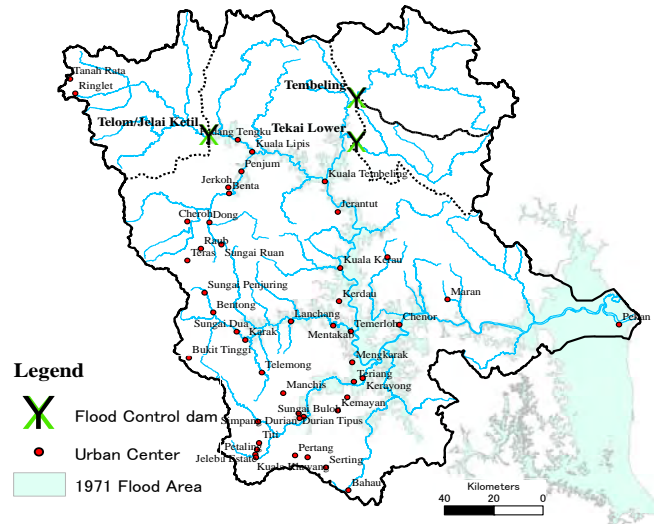 Tanah Rata
Ringlet
Tembeling
Telom/Jelai Ketil
Padang Tengku
Tekai Lower
Kuala Lipis
Penjum
Kuala Tembeling
Jerkoh
Benta
Jerantut
Cheroh
Dong
Raub
Teras
Sungai Ruan
Kuala Kerau
Sungai Penjuring
Kerdau
Maran
Bentong
Lanchang
Chenor
Pekan
Sungai Dua
Karak
Mentakab
Temerloh
Bukit Tinggi
Mengkarak
Telemong
Teriang
Kerayong
Manchis
Kemayan
Sungai Buloh
Simpang Durian
Durian Tipus
Titi
Petaling
Pertang
Jelebu Estate
Serting
Kuala Klawang
Bahau
Legend
Flood Control dam
Urban Center
1971 Flood Area
Kilometers
40 20 0